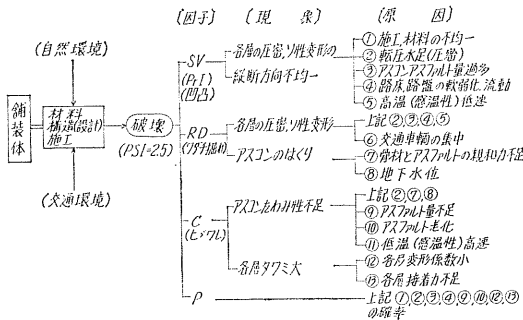 〔因子〕 〔現 象〕 〔原 因〕
(自然環境)
舗装体
材料
構造(設計)
施工
(交通環境)
破壊
(PSI=2.5)
SV
(PrI)
(凹凸)
各層の圧密,ソ性変形の
縦断方向不均一
①施工,材料の不均一
②転圧不足(圧密)
③アスコンアスファルト量過多
④路床,路盤の軟弱化,流動
⑤高温(感温性)低速
RD
(ワダチ掘れ)
各層の圧密,ソ性変形
上記②,③,④,⑤
⑥交通車輌の集中
アスコンのはくり
⑦骨材とアスファルトの親和力不足
⑧地下水位
C
(ヒビワレ)
アスコンたわみ性不足
上記②,⑦,⑧
⑨アスファルト量不足
⑩アスファルト老化
⑪低温(感温性)高速
各層タワミ大
⑫各層変形係数小
⑬各層接着力不足
P
上記①,②,③,④,⑨,⑩,⑫,⑬
の確率